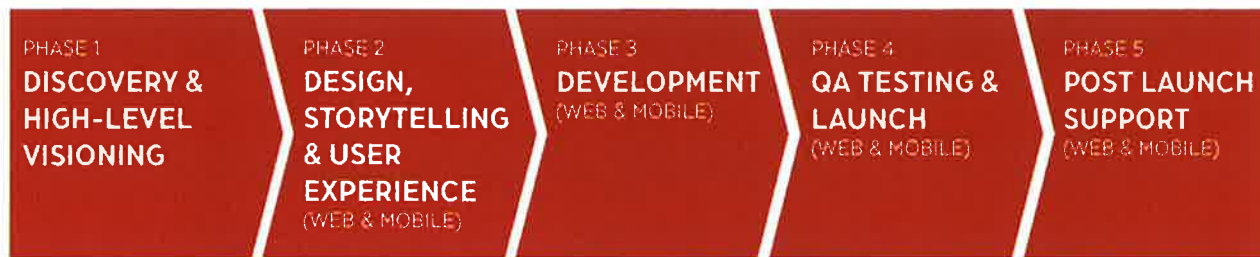 PHASE 1
DISCOVERY &
HIGH-LEVEL
VISIONING
PHASE 2
DESIGN,
STORYTELLING
& USER
EXPERIENCE
(WEB & MOBILE)
PHASE 3
DEVELOPMENT
(WEB & MOBILE)
PHASE 4
QA TESTING &
LAUNCH
(WEB & MOBILE)
PHASE 5
POST LAUNCH
SUPPORT
(WEB & MOBILE)